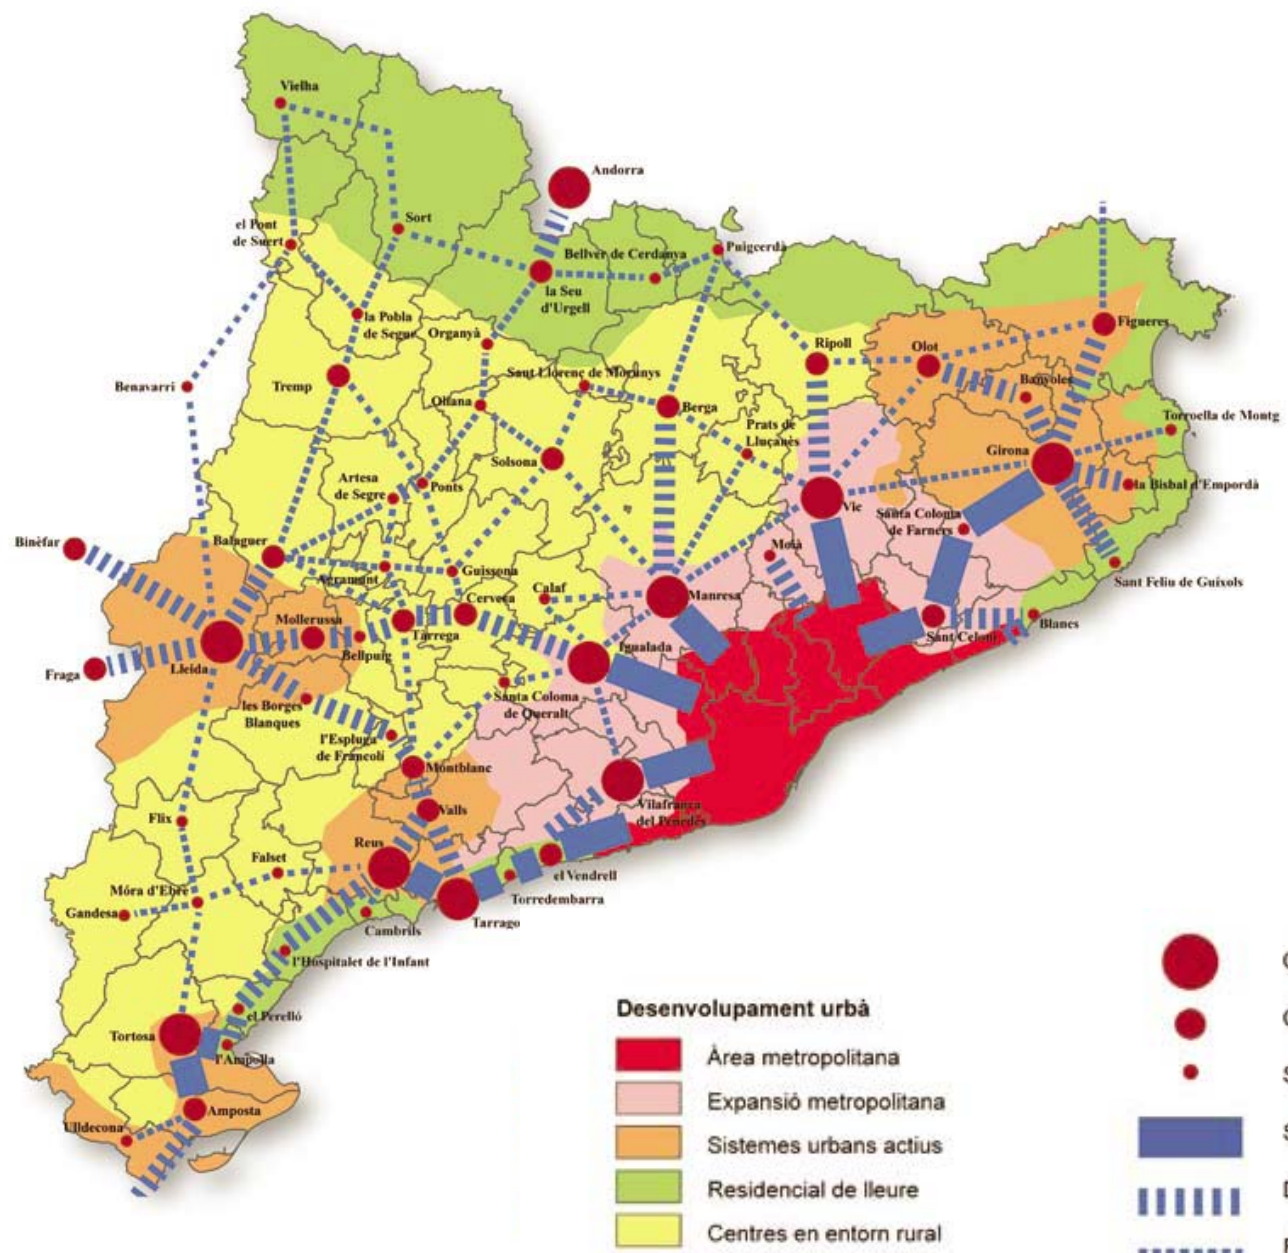 Vielha
Andorra
el Pont
de Suert
Sort
Bellver de Cerdanya
Puigcerdà
la Seu
d'Urgell
la Pobla
de Segur
Organyà
Figueres
Ripoll
Olot
Benavarri
Tremp
Sant Llorenç de Morunys
Banyoles
Oliana
Berga
Torroella de Montg
Prats de
Lluçanès
Girona
Solsona
Artesa
de Segre
Ponts
la Bisbal d'Empordà
Vic
Santa Coloma
de Farners
Binèfar
Balaguer
Moià
Agramunt
Guissona
Sant Feliu de Guíxols
Calaf
Cervera
Manresa
Mollerussa
Tàrrega
Sant Celoni
Blanes
Bellpuig
Igualada
Lleida
Fraga
Santa Coloma
de Queralt
les Borges
Blanques
l'Espluga
de Francolí
Montblanc
Vilafranca
del Penedès
Valls
Flix
Reus
Falset
el Vendrell
Móra d'Ebre
Torredembarra
Gandesa
Tarrago
Cambrils
l'Hospitalet de l'Infant
el Perelló
Tortosa
l'Ampolla
Amposta
Ulldecona
Desenvolupament urbà
Àrea metropolitana
Expansió metropolitana
Sistemes urbans actius
Residencial de lleure
Centres en entorn rural